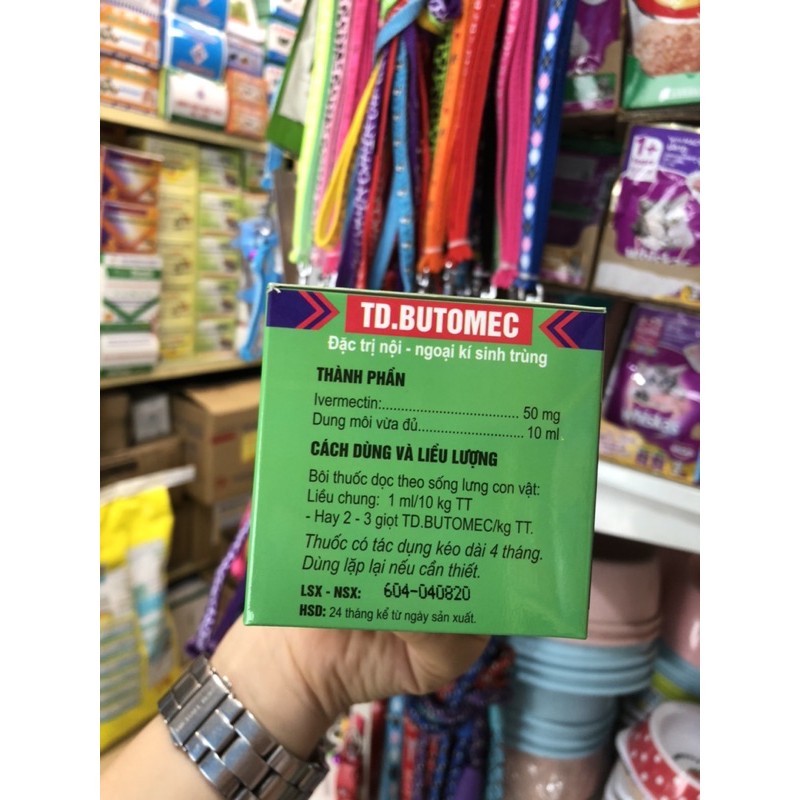 TD.BUTOMEC
Đặc trị nội - ngoại kí sinh trùng
THÀNH PHẦN
Ivermectin:................................... 50 mg
Dung môi vừa đủ........................... 10 ml
CÁCH DÙNG VÀ LIỀU LƯỢNG
Bôi thuốc dọc theo sống lưng con vật:
Liều chung: 1 ml/10 kg TT
- Hay 2 - 3 giọt TD.BUTOMEC/kg TT.
Thuốc có tác dụng kéo dài 4 tháng.
Dùng lặp lại nếu cần thiết.
LSX - NSX: 604-040820
HSD: 24 tháng kể từ ngày sản xuất.
1+